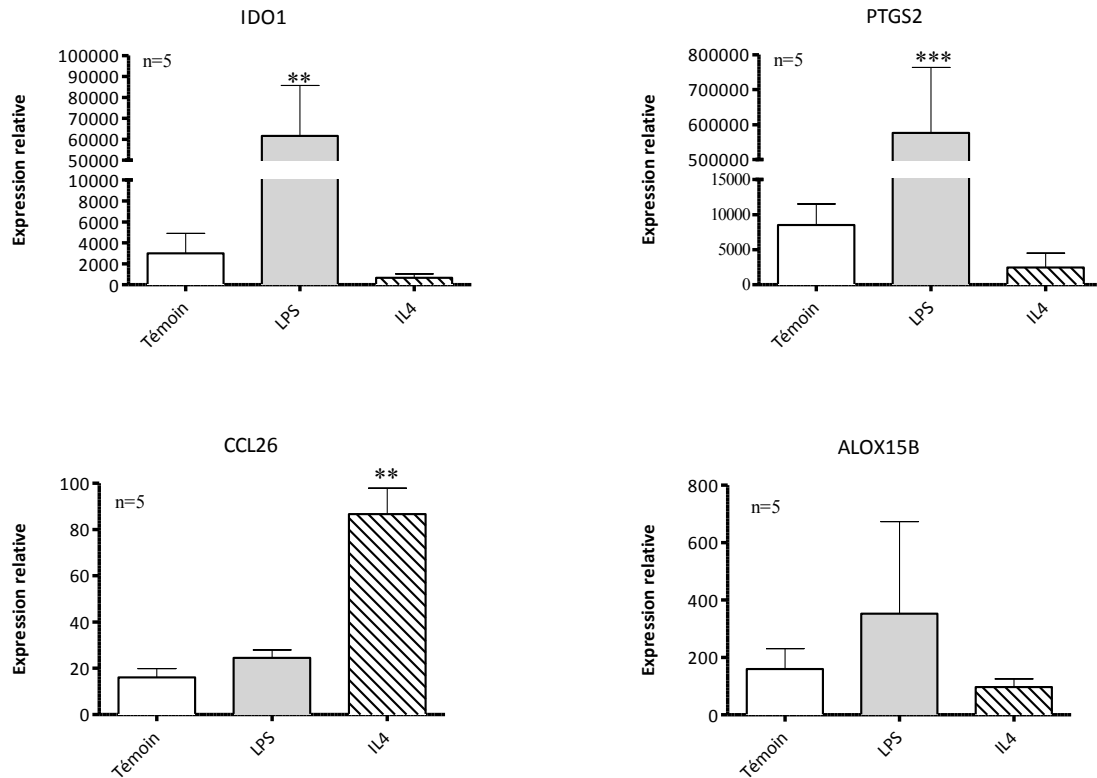 IDO1
Expression relative
100000
90000
80000
70000
60000
50000
10000
8000
6000
4000
2000
0
n=5
**
Témoin
LPS
IL4
PTGS2
Expression relative
800000
700000
600000
500000
15000
10000
5000
0
n=5
***
Témoin
LPS
IL4
CCL26
Expression relative
100
80
60
40
20
0
n=5
**
Témoin
LPS
IL4
ALOX15B
Expression relative
800
600
400
200
0
n=5
Témoin
LPS
IL4